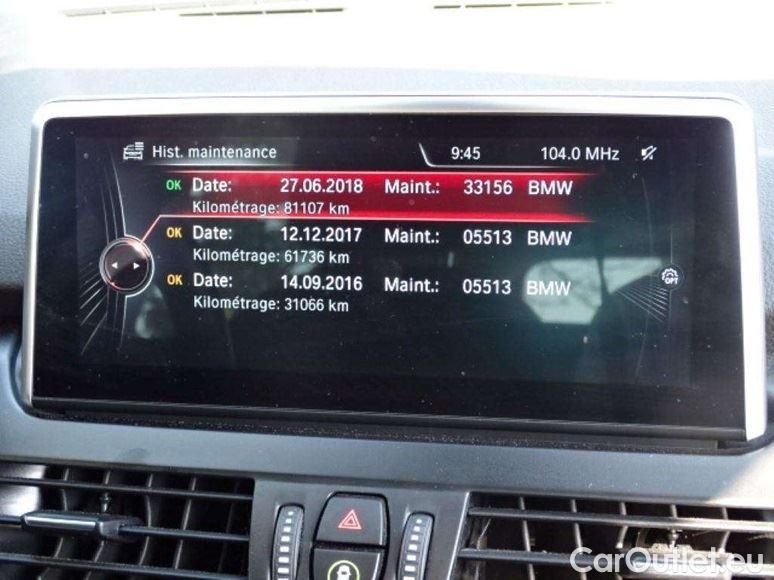 Hist. maintenance 9:45 104.0 MHz
OK Date: 27.06.2018 Maint.: 33156 BMW
Kilométrage: 81107 km
OK Date: 12.12.2017 Maint.: 05513 BMW
Kilométrage: 61736 km
OK Date: 14.09.2016 Maint.: 05513 BMW
Kilométrage: 31066 km
OPT
CarOutlet.eu